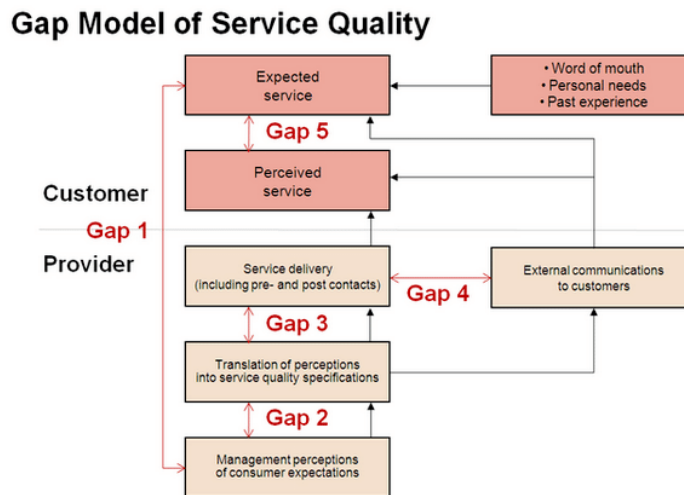 Gap Model of Service Quality
Expected
service
• Word of mouth
• Personal needs
• Past experience
Gap 5
Perceived
service
Customer
Gap 1
Provider
Service delivery
(including pre- and post contacts)
Gap 4
External communications
to customers
Gap 3
Translation of perceptions
into service quality specifications
Gap 2
Management perceptions
of consumer expectations